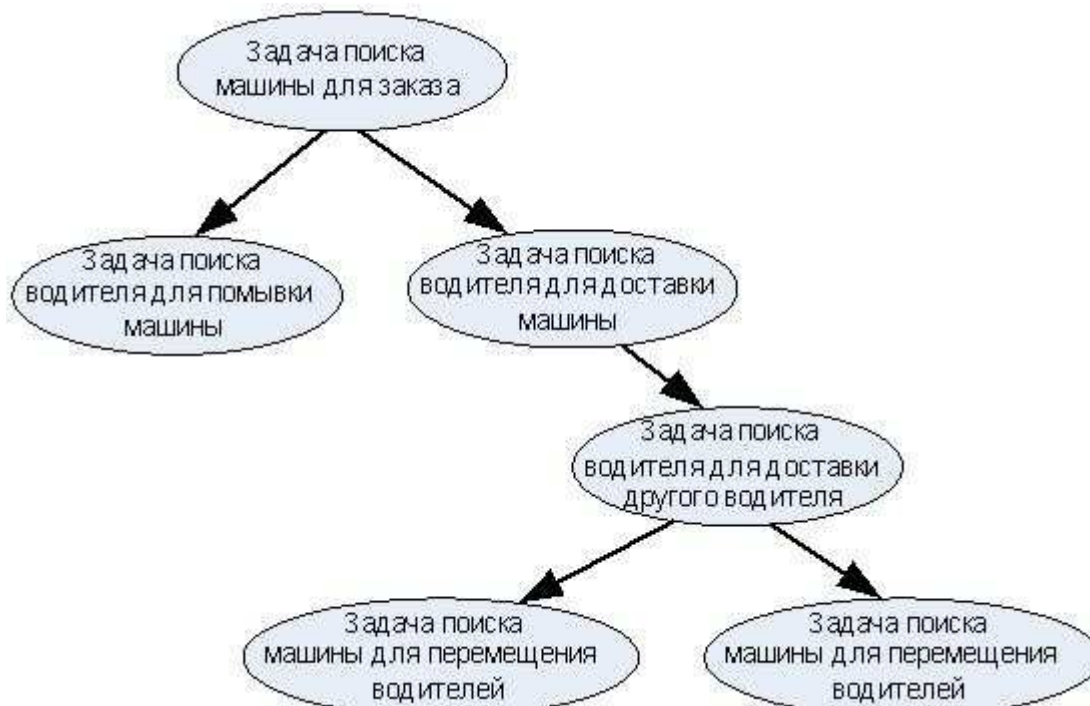 Задача поиска
машины для заказа
Задача поиска
водителя для помывки
машины
Задача поиска
водителя для доставки
машины
Задача поиска
водителя для доставки
другого водителя
Задача поиска
машины для перемещения
водителей
Задача поиска
машины для перемещения
водителей